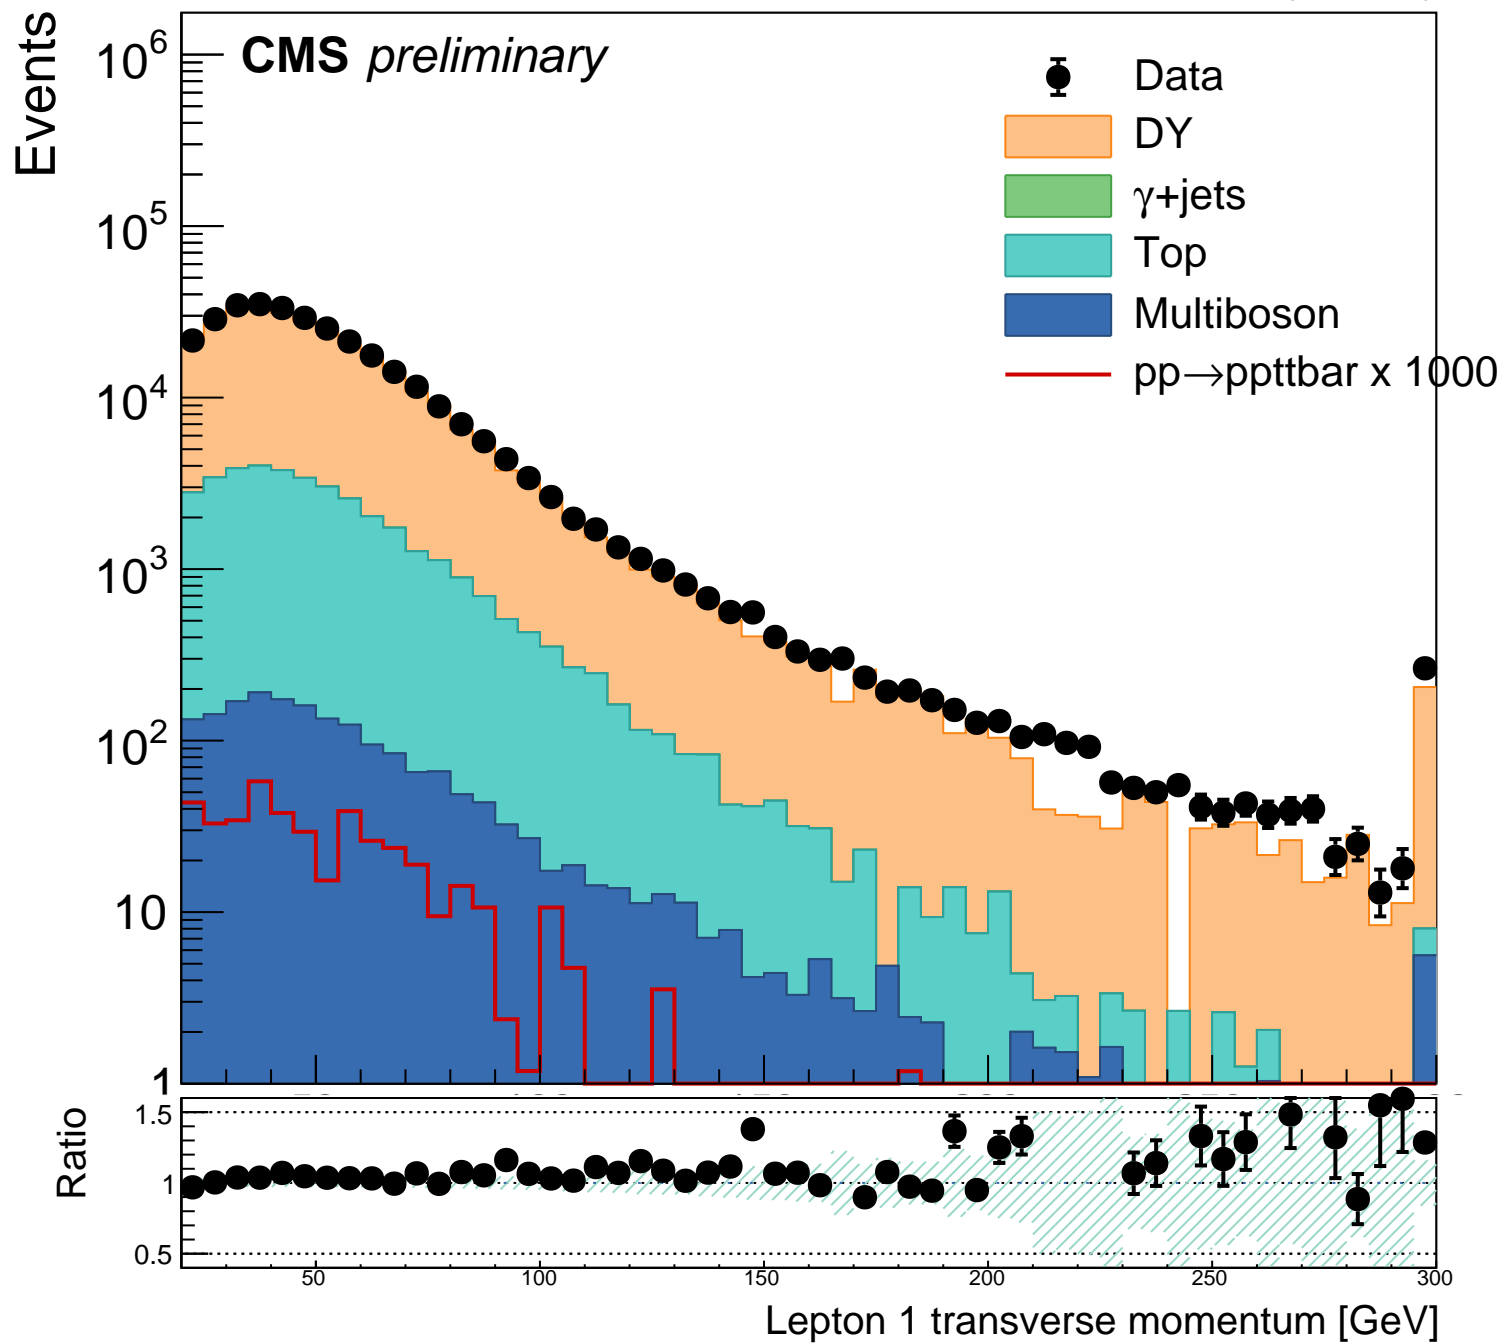 CMS preliminary
Events
10^6
10^5
10^4
10^3
10^2
10
1
Data
DY
γ+jets
Top
Multiboson
pp→ppttbar x 1000
Ratio
1.5
1
0.5
50
100
150
200
250
300
Lepton 1 transverse momentum [GeV]